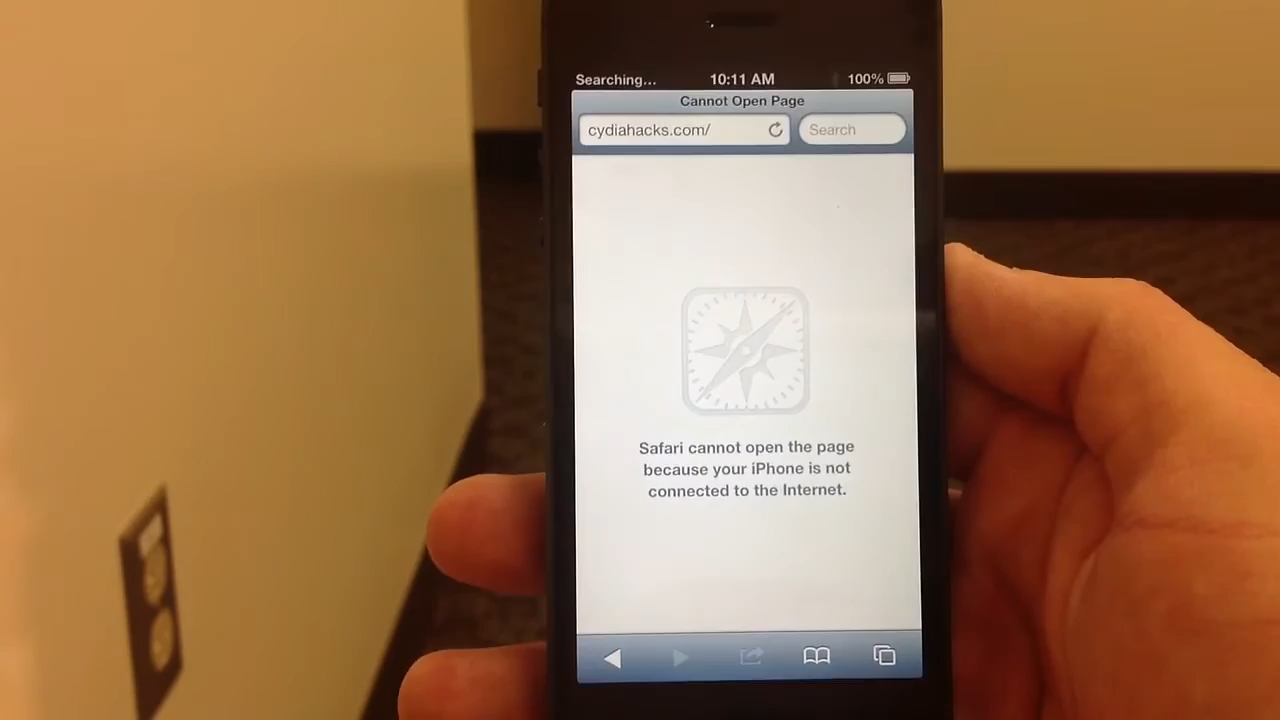 Searching... 10:11 AM 100%
Cannot Open Page
cydiahacks.com/ Search
Safari cannot open the page
because your iPhone is not
connected to the Internet.